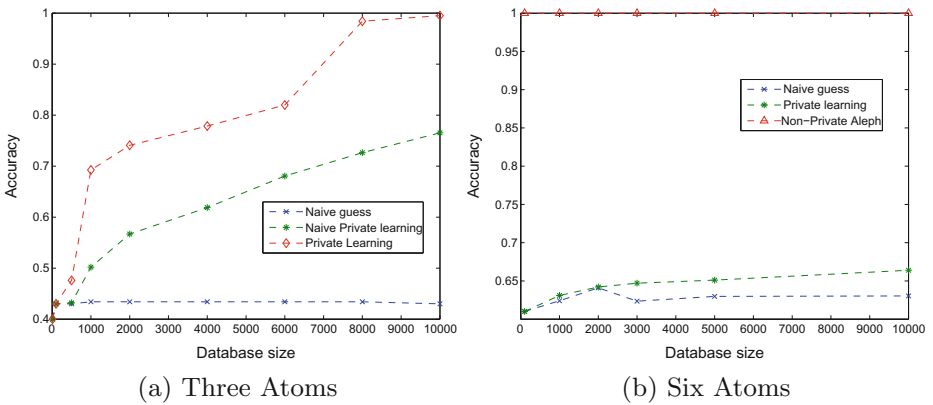 1
0.9
0.8
0.7
0.6
0.5
0.4
Accuracy
0 1000 2000 3000 4000 5000 6000 7000 8000 9000 10000
Database size
Naive guess
Naive Private learning
Private Learning
(a) Three Atoms
1
0.95
0.9
0.85
0.8
0.75
0.7
0.65
Accuracy
0 1000 2000 3000 4000 5000 6000 7000 8000 9000 10000
Database size
Naive guess
Private learning
Non-Private Aleph
(b) Six Atoms